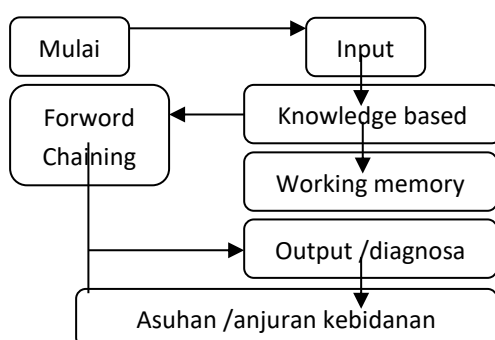 Mulai
Input
Forword
Chaining
Knowledge based
Working memory
Output /diagnosa
Asuhan /anjuran kebidanan